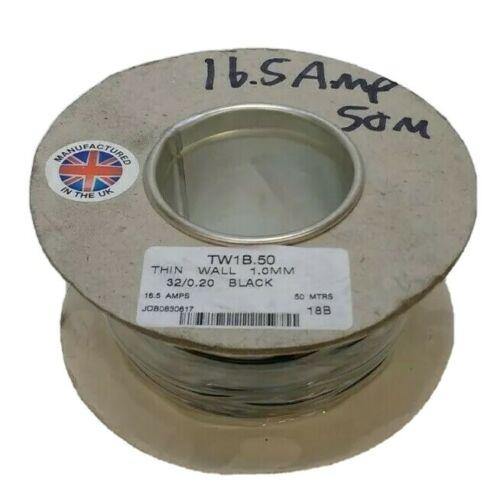 16.5 Amp
50M
MANUFACTURED
IN THE UK
TW1B.50
THIN WALL 1.0MM
32/0.20 BLACK
16.5 AMPS 50 MTRS
JOB0830617
18B